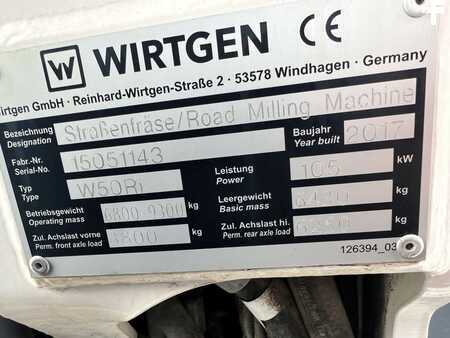 W WIRTGEN CE
irtgen GmbH · Reinhard-Wirtgen-Straße 2 · 53578 Windhagen · Germany
Bezeichnung
Designation
Straßenfräse/Road Milling Machine
Fabr.-Nr.
Serial-No.
15051143
Baujahr
Year built
2017
Typ
Type
W50Ri
Leistung
Power
105 kW
Betriebsgewicht
Operating mass
6800-9300 kg
Leergewicht
Basic mass
kg
Zul. Achslast vorne
Perm. front axle load
kg
Zul. Achslast hi.
Perm. rear axle load
kg
126394_03